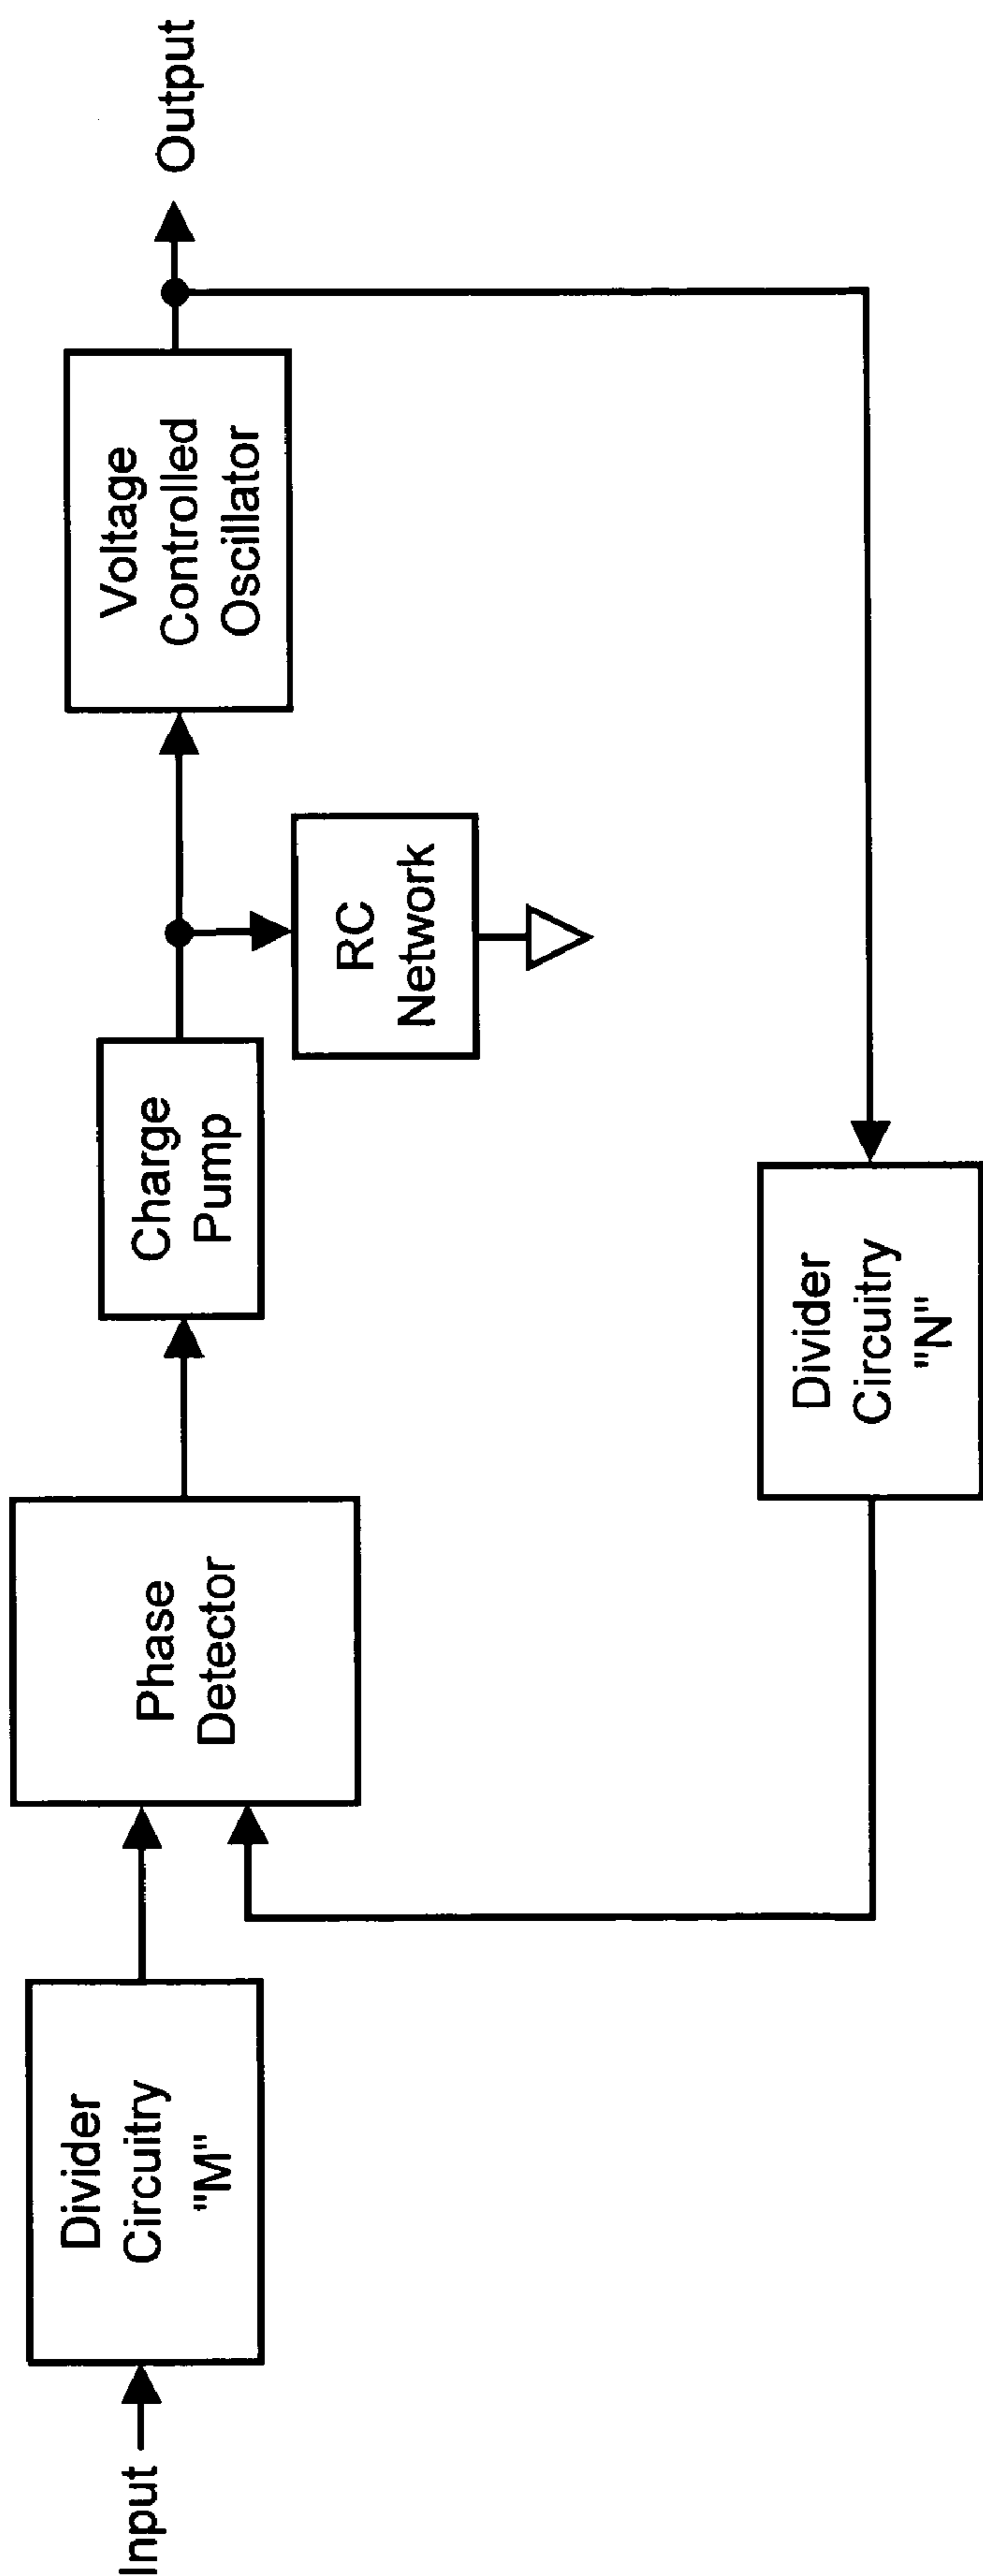 Input
Divider
Circuitry
"M"
Phase
Detector
Charge
Pump
RC
Network
Voltage
Controlled
Oscillator
Output
Divider
Circuitry
"N"